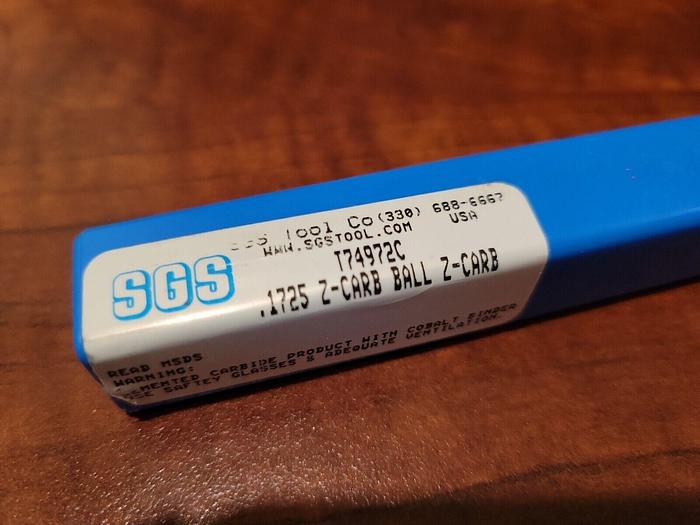 Tool Co (330) 688-6667
WWW.SGSTOOL.COM USA
SGS
T74972C
.1725 Z-CARB BALL Z-CARB
READ MSDS
WARNING:
CEMENTED CARBIDE PRODUCT WITH COBALT BINDER
USE SAFTEY GLASSES & ADEQUATE VENTILATION.